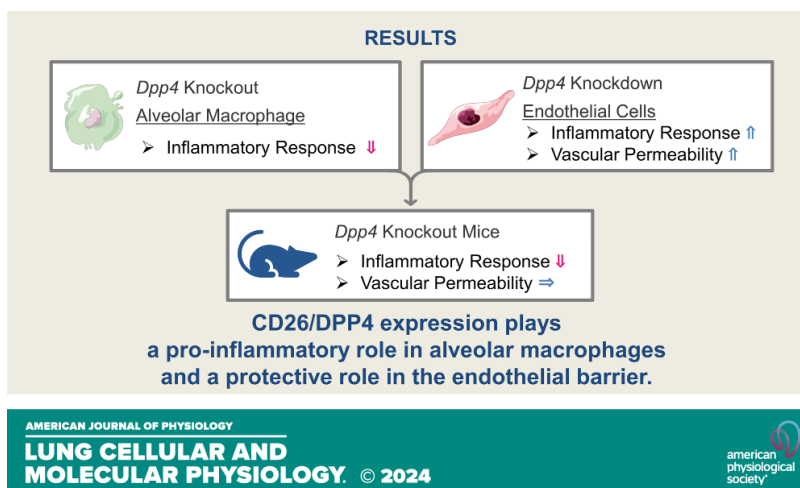 RESULTS
Dpp4 Knockout
Alveolar Macrophage
➢ Inflammatory Response ⇓
Dpp4 Knockdown
Endothelial Cells
➢ Inflammatory Response ⇑
➢ Vascular Permeability ⇑
Dpp4 Knockout Mice
➢ Inflammatory Response ⇓
➢ Vascular Permeability ⇒
CD26/DPP4 expression plays
a pro-inflammatory role in alveolar macrophages
and a protective role in the endothelial barrier.
AMERICAN JOURNAL OF PHYSIOLOGY
LUNG CELLULAR AND
MOLECULAR PHYSIOLOGY. © 2024
american
physiological
society®